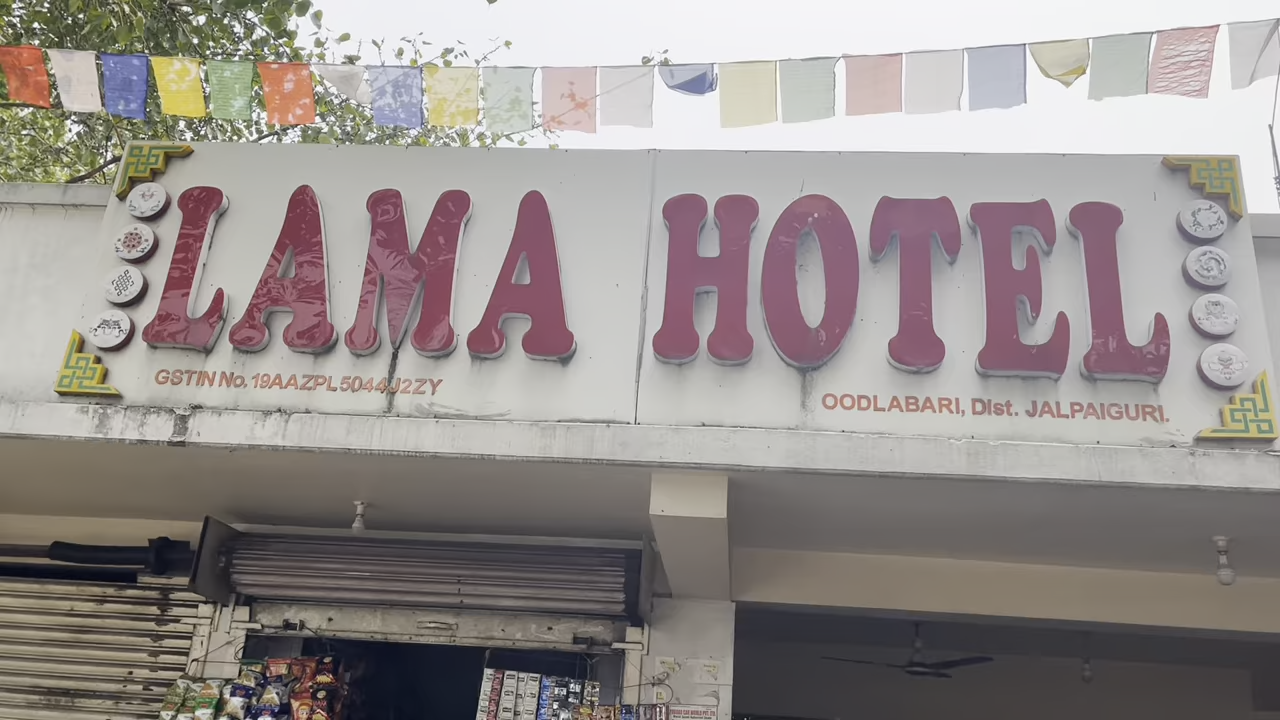 LAMA HOTEL
GSTIN No. 19AAZPL5044J2ZY
OODLABARI, Dist. JALPAIGURI.